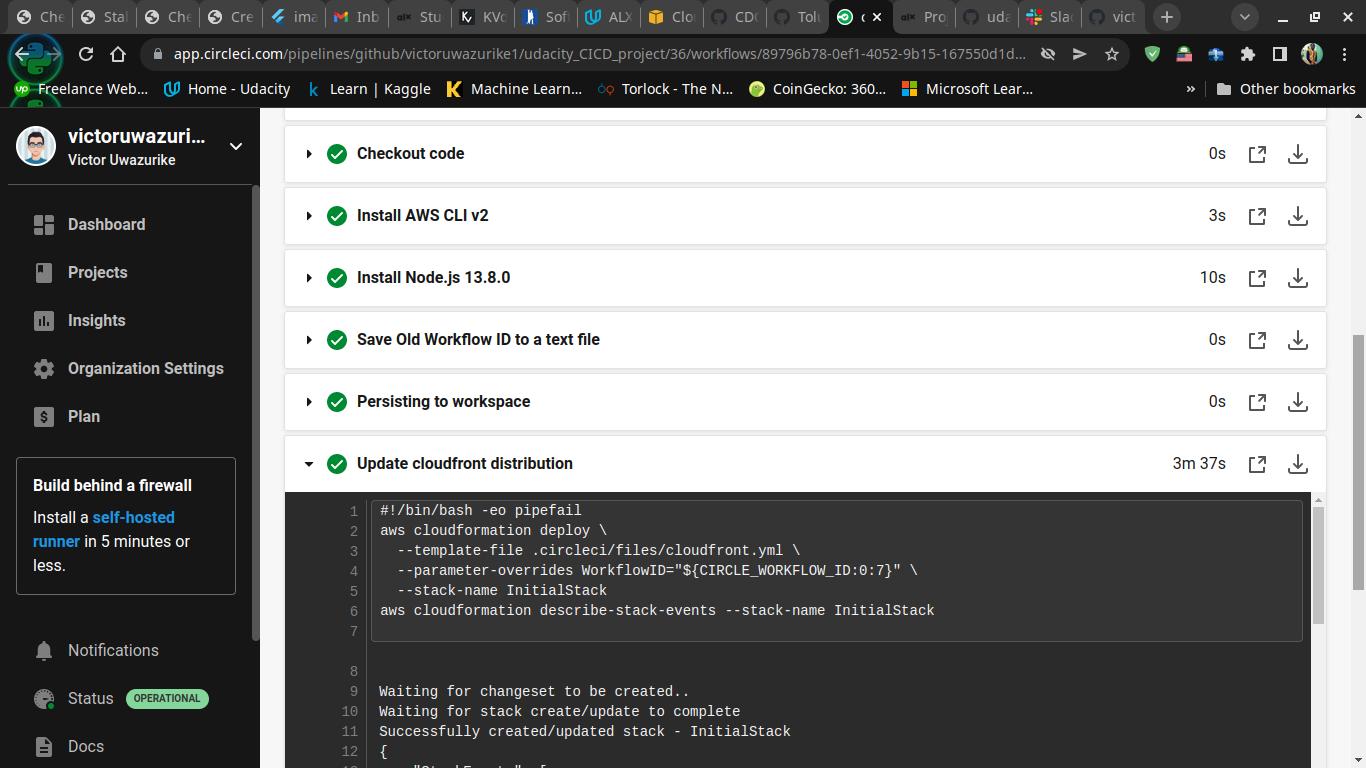 Che
Stal
Che
Cre
ima
Inb
Stu
KVo
Sof
ALX
Clo
CDC
Tolu
c
Pro
uda
Slac
vict
app.circleci.com/pipelines/github/victoruwazurike1/udacity_CICD_project/36/workflows/89796b78-0ef1-4052-9b15-167550d1d...
Freelance Web...
Home - Udacity
Learn | Kaggle
Machine Learn...
Torlock - The N...
CoinGecko: 360...
Microsoft Lear...
»
Other bookmarks
victoruwazuri...
Victor Uwazurike
Dashboard
Projects
Insights
Organization Settings
Plan
Build behind a firewall
Install a self-hosted
runner in 5 minutes or
less.
Notifications
Status OPERATIONAL
Docs
Checkout code 0s
Install AWS CLI v2 3s
Install Node.js 13.8.0 10s
Save Old Workflow ID to a text file 0s
Persisting to workspace 0s
Update cloudfront distribution 3m 37s
1 #!/bin/bash -eo pipefail
2 aws cloudformation deploy \
3 --template-file .circleci/files/cloudfront.yml \
4 --parameter-overrides WorkflowID="${CIRCLE_WORKFLOW_ID:0:7}" \
5 --stack-name InitialStack
6 aws cloudformation describe-stack-events --stack-name InitialStack
7
8
9 Waiting for changeset to be created..
10 Waiting for stack create/update to complete
11 Successfully created/updated stack - InitialStack
12 {